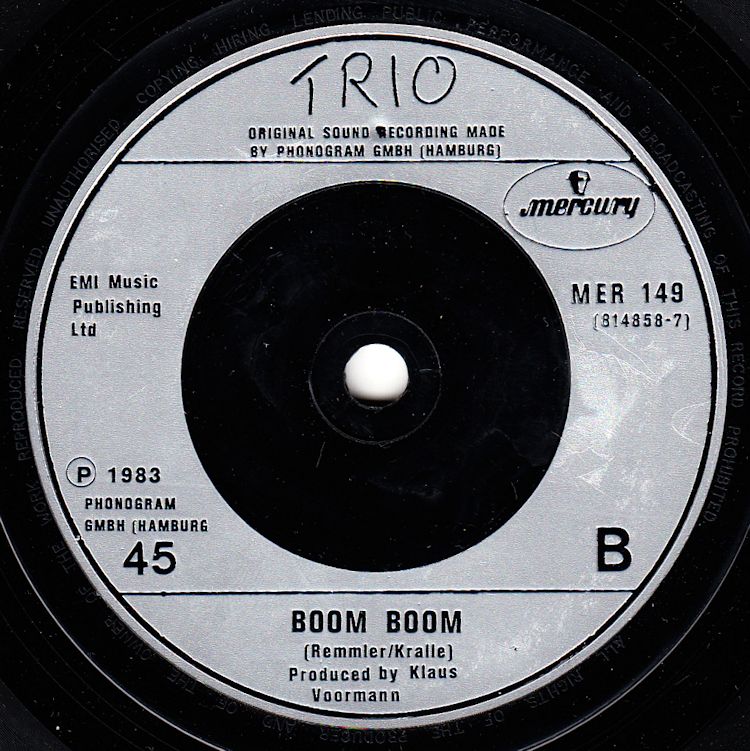 TRIO
ORIGINAL SOUND RECORDING MADE
BY PHONOGRAM GMBH (HAMBURG)
mercury
EMI Music
Publishing
Ltd
MER 149
(814858-7)
P 1983
PHONOGRAM
GMBH (HAMBURG
45
B
BOOM BOOM
(Remmler/Kralle)
Produced by Klaus
Voormann
ALL RIGHTS OF THE PRODUCER AND OF THE OWNER OF THE WORK REPRODUCED RESERVED UNAUTHORISED COPYING, HIRING, LENDING, PUBLIC PERFORMANCE AND BROADCASTING OF THIS RECORD PROHIBITED